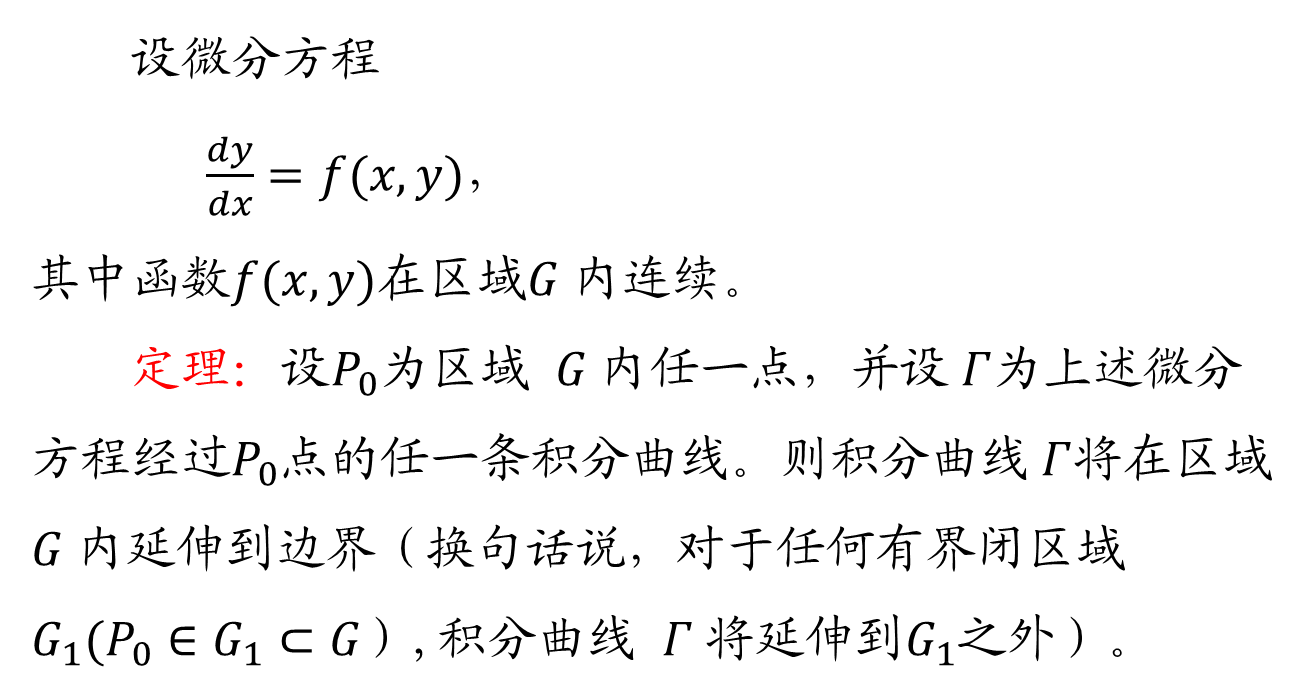 设微分方程
dy/dx = f(x, y),
其中函数f(x, y)在区域G 内连续。
定理：设P₀为区域 G 内任一点，并设 Γ为上述微分
方程经过P₀点的任一条积分曲线。则积分曲线 Γ将在区域
G 内延伸到边界（换句话说，对于任何有界闭区域
G₁(P₀ ∈ G₁ ⊂ G），积分曲线 Γ 将延伸到G₁之外）。